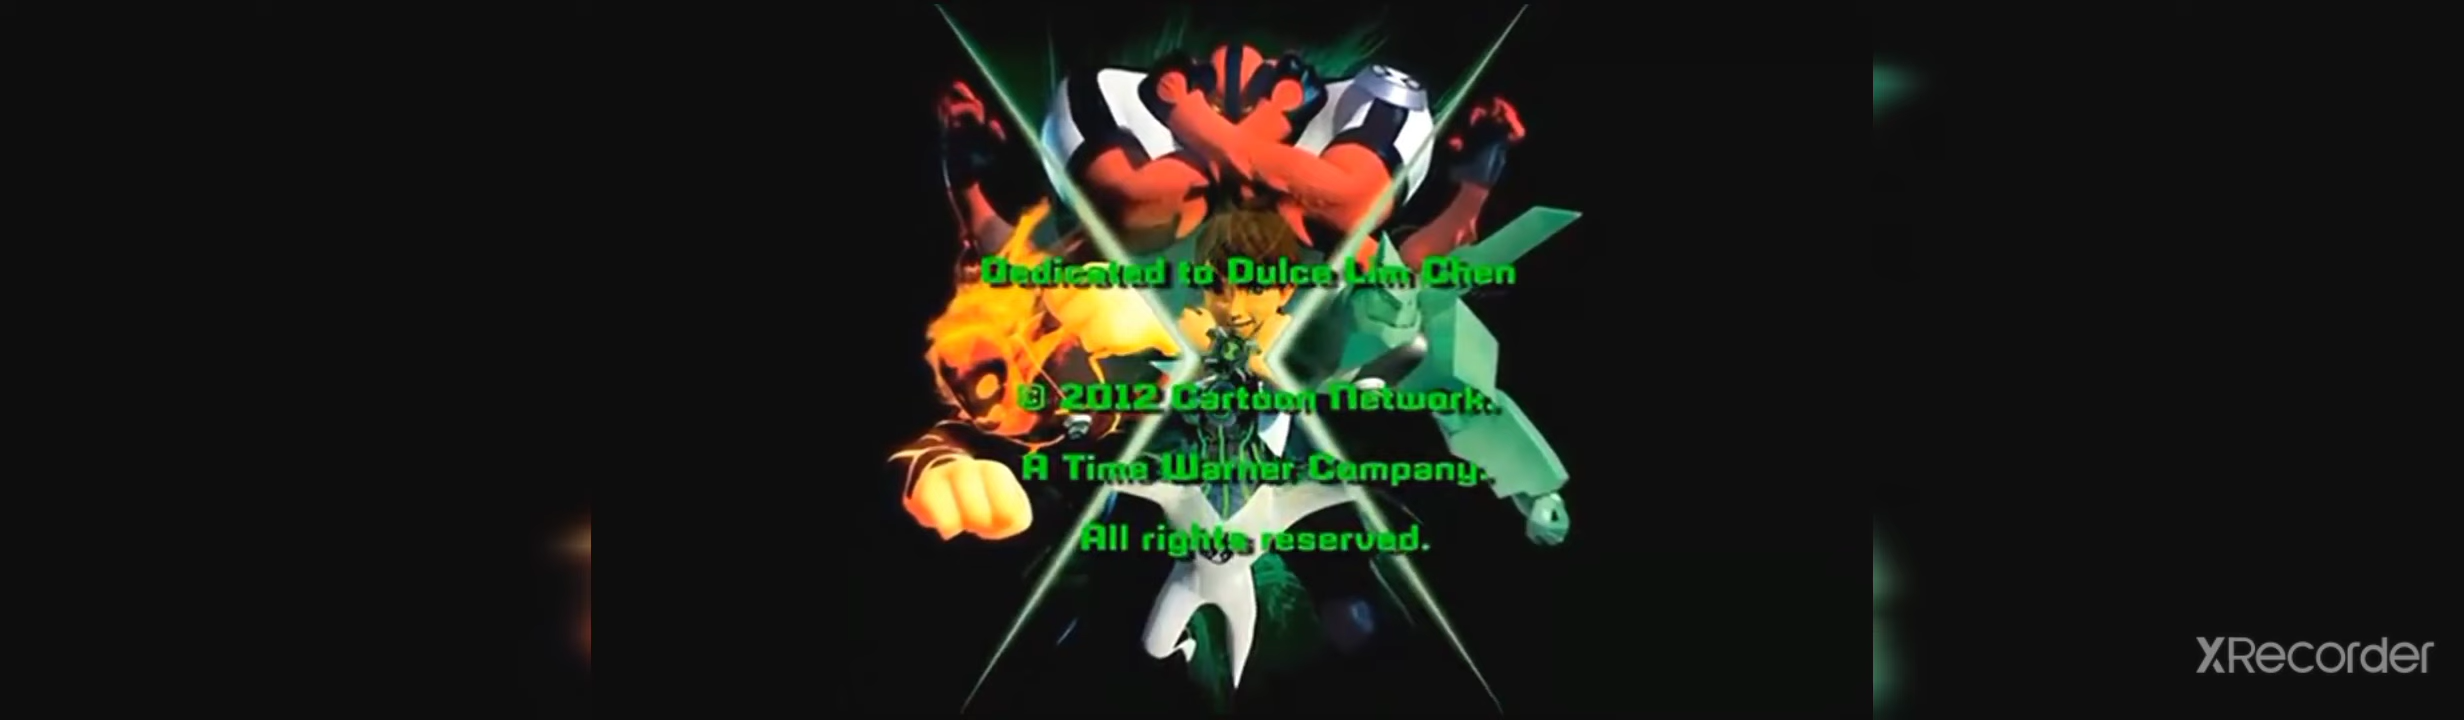 Dedicated to Dulce Lim Chen
© 2012 Cartoon Network.
A Time Warner Company.
All rights reserved.
XRecorder